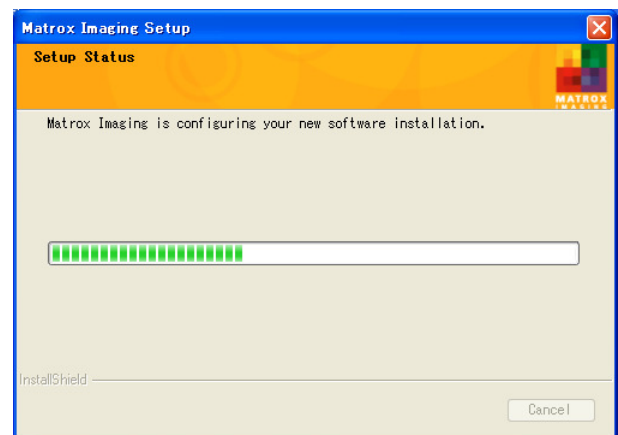 Matrox Imaging Setup
Setup Status
MATROX
IMAGING
Matrox Imaging is configuring your new software installation.
InstallShield
Cancel